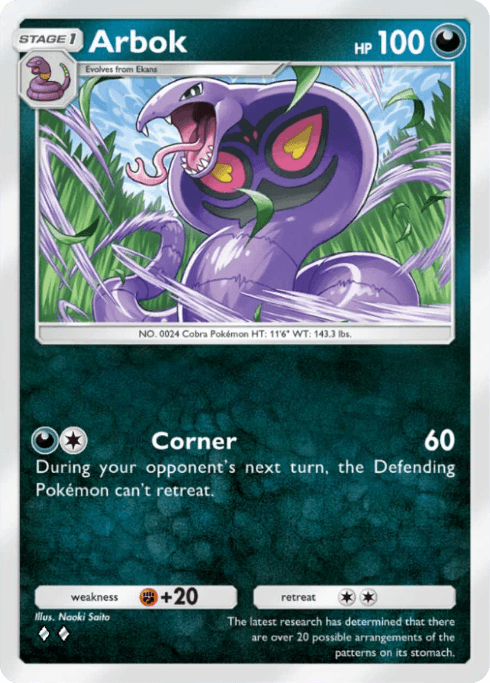 STAGE 1 Arbok HP 100
Evolves from Ekans
NO. 0024 Cobra Pokémon HT: 11'6" WT: 143.3 lbs.
Corner 60
During your opponent's next turn, the Defending
Pokémon can't retreat.
weakness +20 retreat
Illus. Naoki Saito
The latest research has determined that there
are over 20 possible arrangements of the
patterns on its stomach.